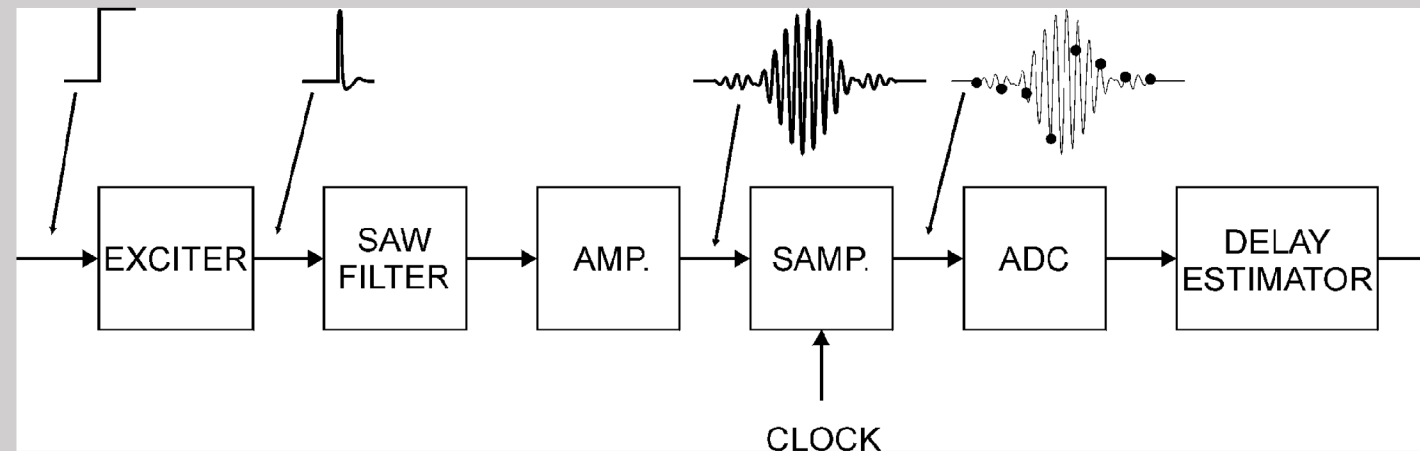 EXCITER
SAW
FILTER
AMP.
SAMP.
ADC
DELAY
ESTIMATOR
CLOCK